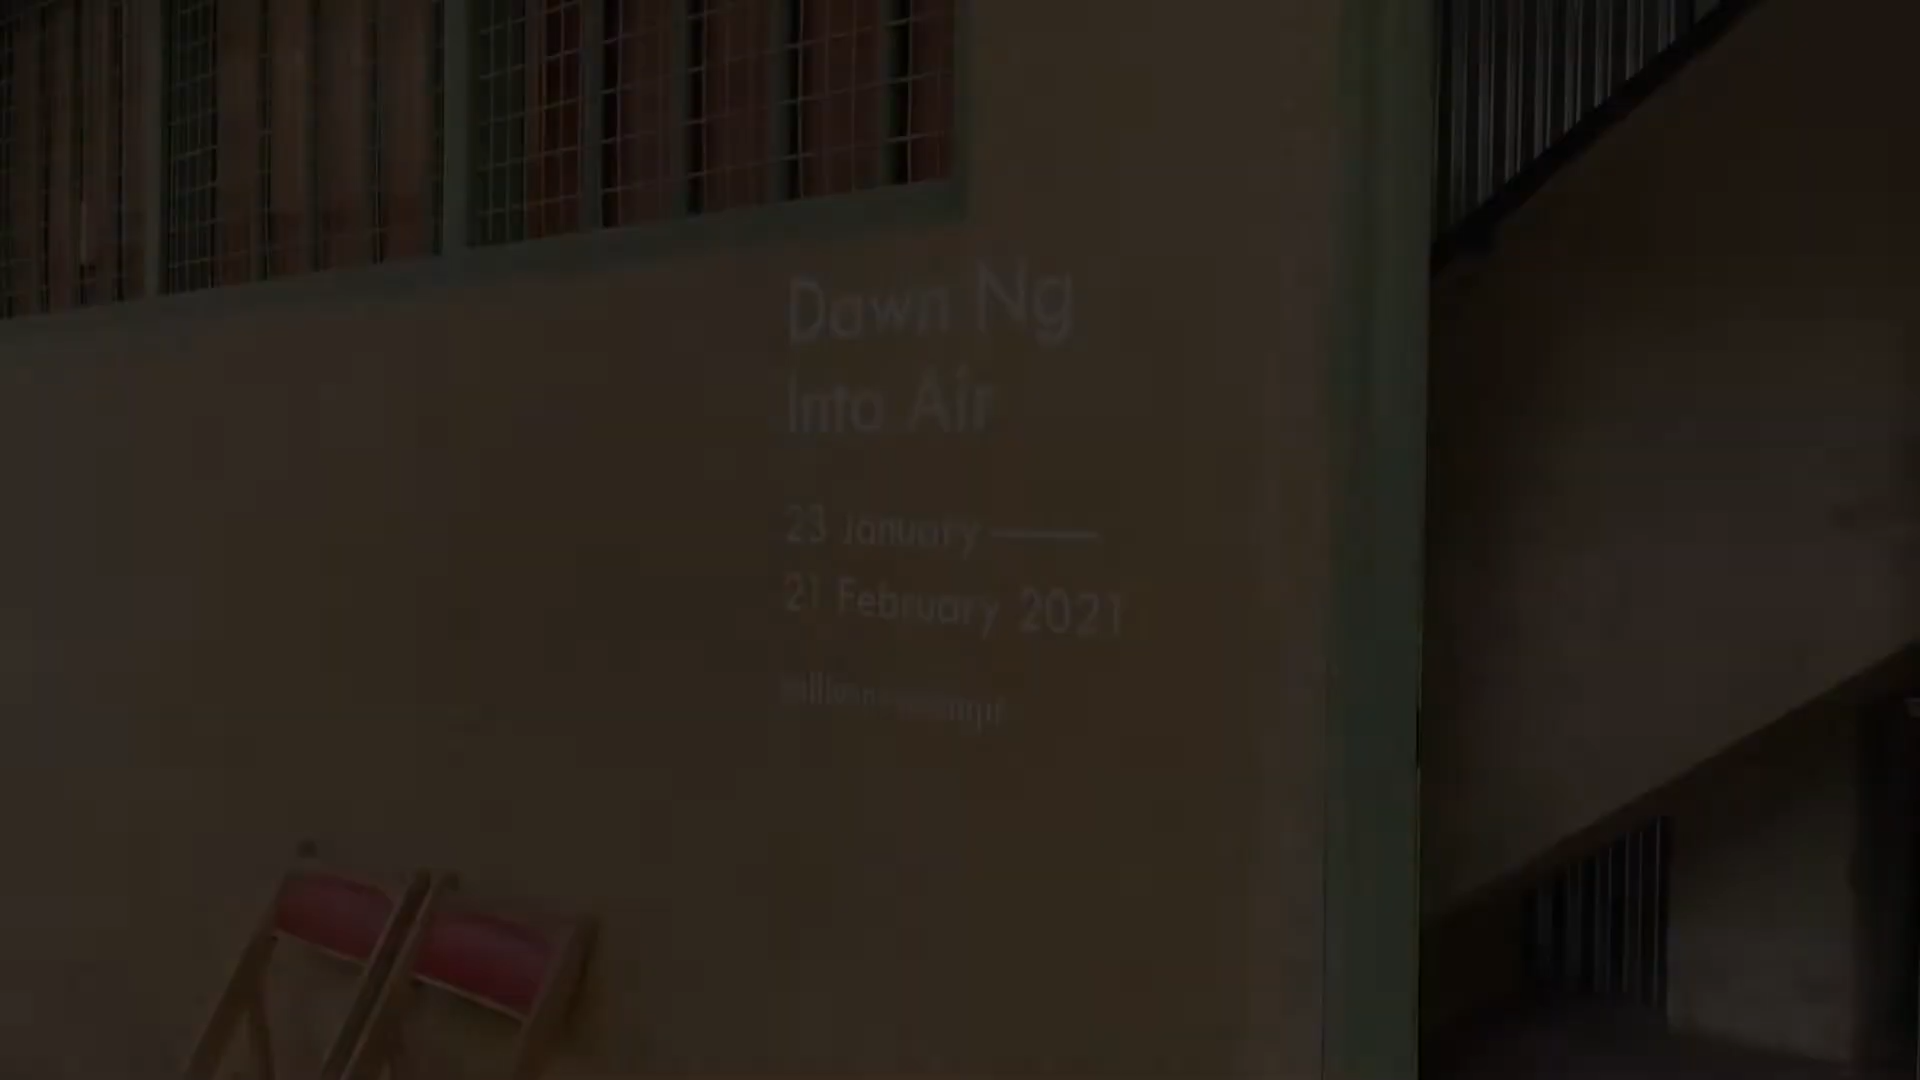 Dawn Ng
Into Air
23 January —
21 February 2021